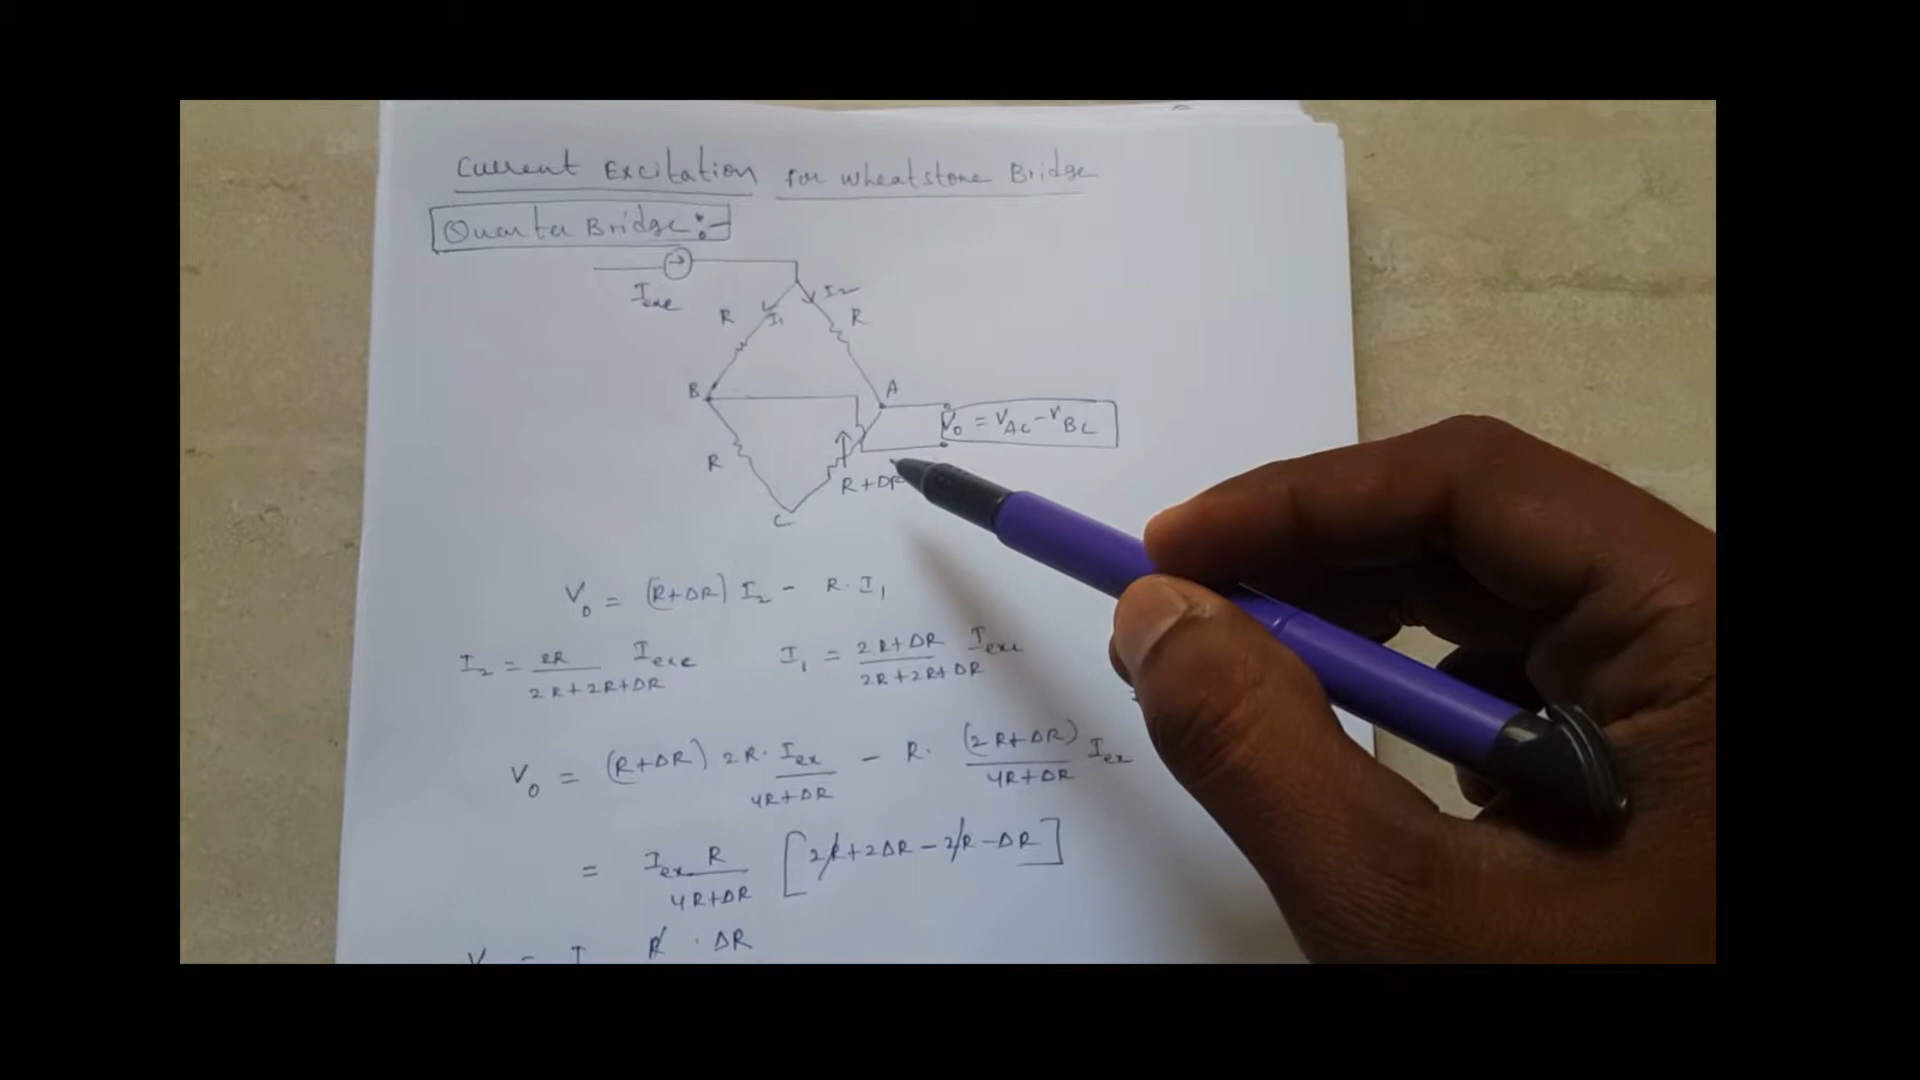 Current Excitation for Wheatstone Bridge
Quarter Bridge :-
Iexe
I1
I2
R
R
B
A
V0 = VAC - VBC
R
R+ΔR
C
V0 = (R+ΔR) I2 - R. I1
I2 = 2R / 2R+2R+ΔR Iexe I1 = 2R+ΔR / 2R+2R+ΔR Iexe
V0 = (R+ΔR) 2R. Iex / 4R+ΔR - R. (2R+ΔR) / 4R+ΔR Iex
= Iex R / 4R+ΔR [2R+2ΔR-2R-ΔR]
R . ΔR